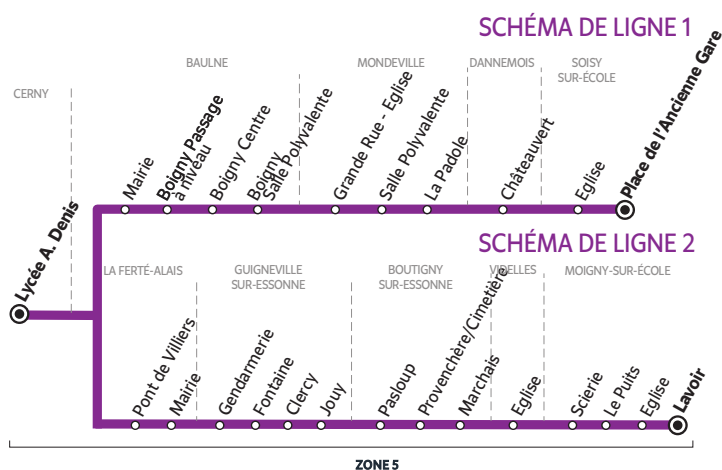 SCHÉMA DE LIGNE 1
CERNY
BAULNE
MONDEVILLE
DANNEMOIS
SOISY
SUR-ÉCOLE
Lycée A. Denis
Mairie
Boigny Passage
à niveau
Boigny Centre
Boigny
Salle Polyvalente
Grande Rue - Eglise
Salle Polyvalente
La Padole
Châteauvert
Eglise
Place de l'Ancienne Gare
SCHÉMA DE LIGNE 2
LA FERTÉ-ALAIS
GUIGNEVILLE
SUR-ESSONNE
BOUTIGNY
SUR-ESSONNE
MOIGNY-SUR-ÉCOLE
Pont de Villiers
Mairie
Gendarmerie
Fontaine
Clercy
Jouy
Pasloup
Provenchère/Cimetière
Marchais
Eglise
Scierie
Le Puits
Eglise
Lavoir
ZONE 5